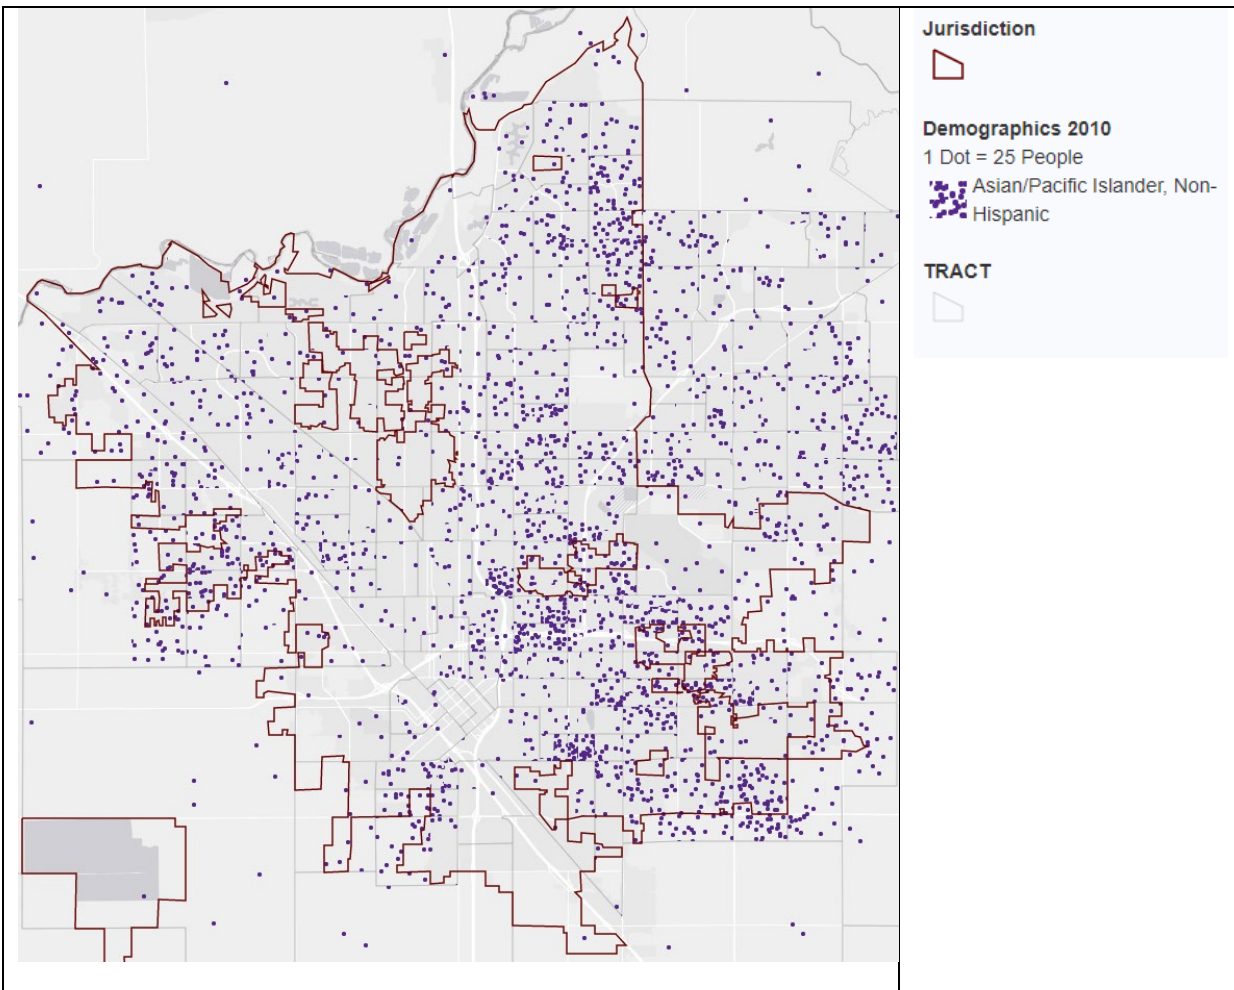 Jurisdiction
Demographics 2010
1 Dot = 25 People
Asian/Pacific Islander, Non-
Hispanic
TRACT